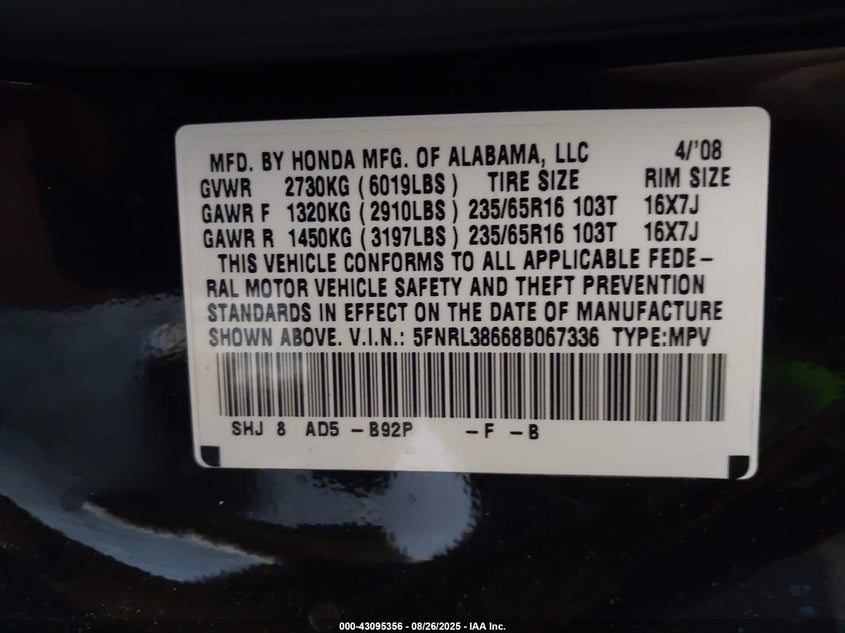 MFD. BY HONDA MFG. OF ALABAMA, LLC 4/'08
GVWR 2730KG (6019LBS) TIRE SIZE RIM SIZE
GAWR F 1320KG (2910LBS) 235/65R16 103T 16X7J
GAWR R 1450KG (3197LBS) 235/65R16 103T 16X7J
THIS VEHICLE CONFORMS TO ALL APPLICABLE FEDE-
RAL MOTOR VEHICLE SAFETY AND THEFT PREVENTION
STANDARDS IN EFFECT ON THE DATE OF MANUFACTURE
SHOWN ABOVE. V.I.N.: 5FNRL38668B067336 TYPE:MPV
SHJ 8 AD5 -B92P -F -B
000-43095356 - 08/26/2025 - IAA Inc.